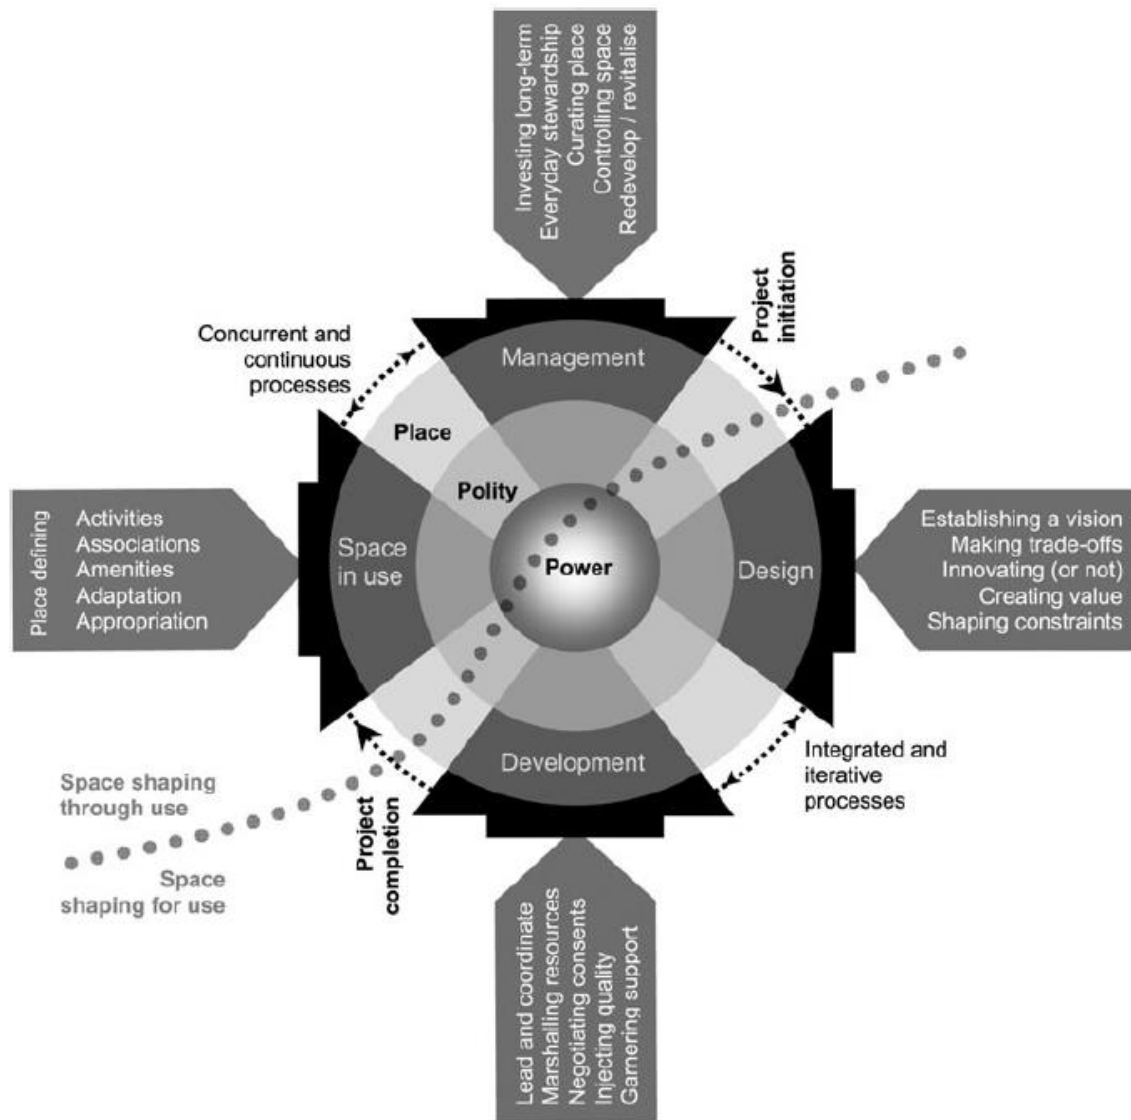 Investing long-term
Everyday stewardship
Curating place
Controlling space
Redevelop / revitalise
Project
initiation
Concurrent and
continuous
processes
Management
Place
Polity
Place defining
Activities
Associations
Amenities
Adaptation
Appropriation
Space
in use
Power
Design
Establishing a vision
Making trade-offs
Innovating (or not)
Creating value
Shaping constraints
Development
Integrated and
iterative
processes
Space shaping
through use
Space
shaping for use
Project
completion
Lead and coordinate
Marshalling resources
Negotiating consents
Injecting quality
Garnering support